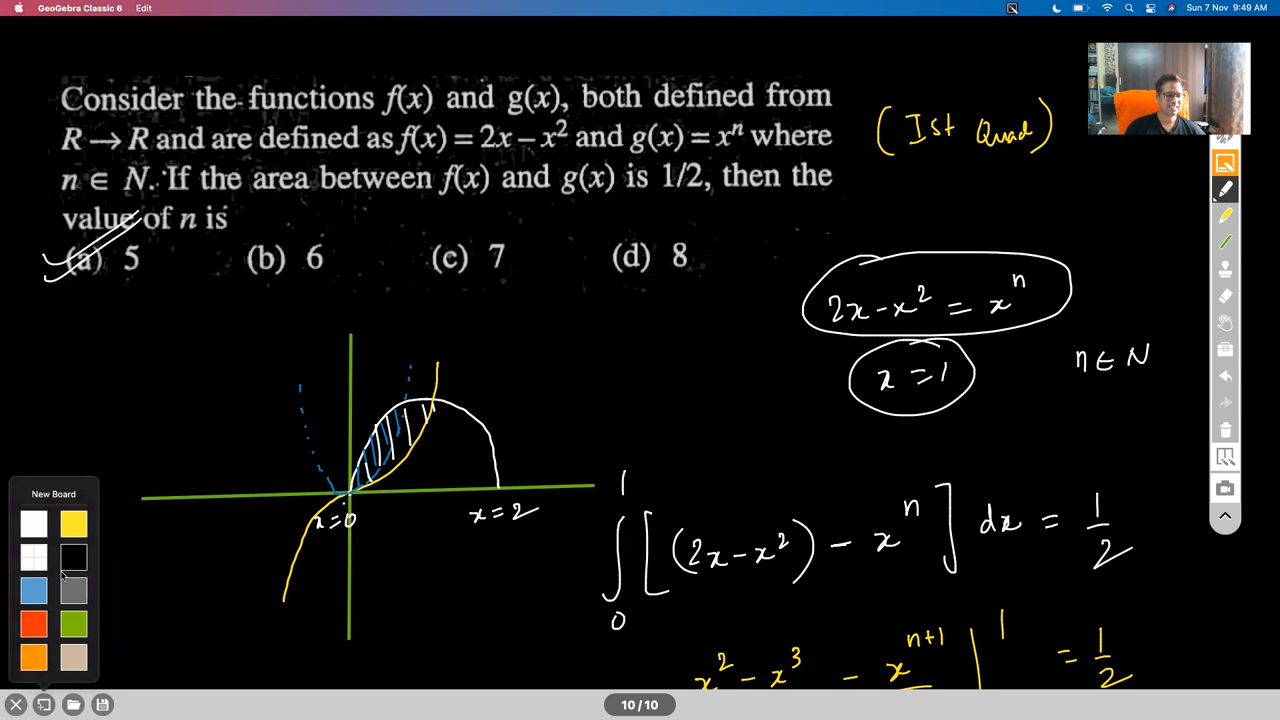 GeoGebra Classic 6 Edit
Sun 7 Nov 9:49 AM
Consider the functions f(x) and g(x), both defined from
R → R and are defined as f(x) = 2x – x² and g(x) = xⁿ where
n ∈ N. If the area between f(x) and g(x) is 1/2, then the
value of n is
(a) 5 (b) 6 (c) 7 (d) 8
(Ist Quad)
2x – x² = xⁿ
x = 1
n ∈ N
x = 0 x = 2
∫₀¹ [(2x – x²) – xⁿ] dx = 1/2
x² – x³ – xⁿ⁺¹ |¹ = 1/2
New Board
10 / 10